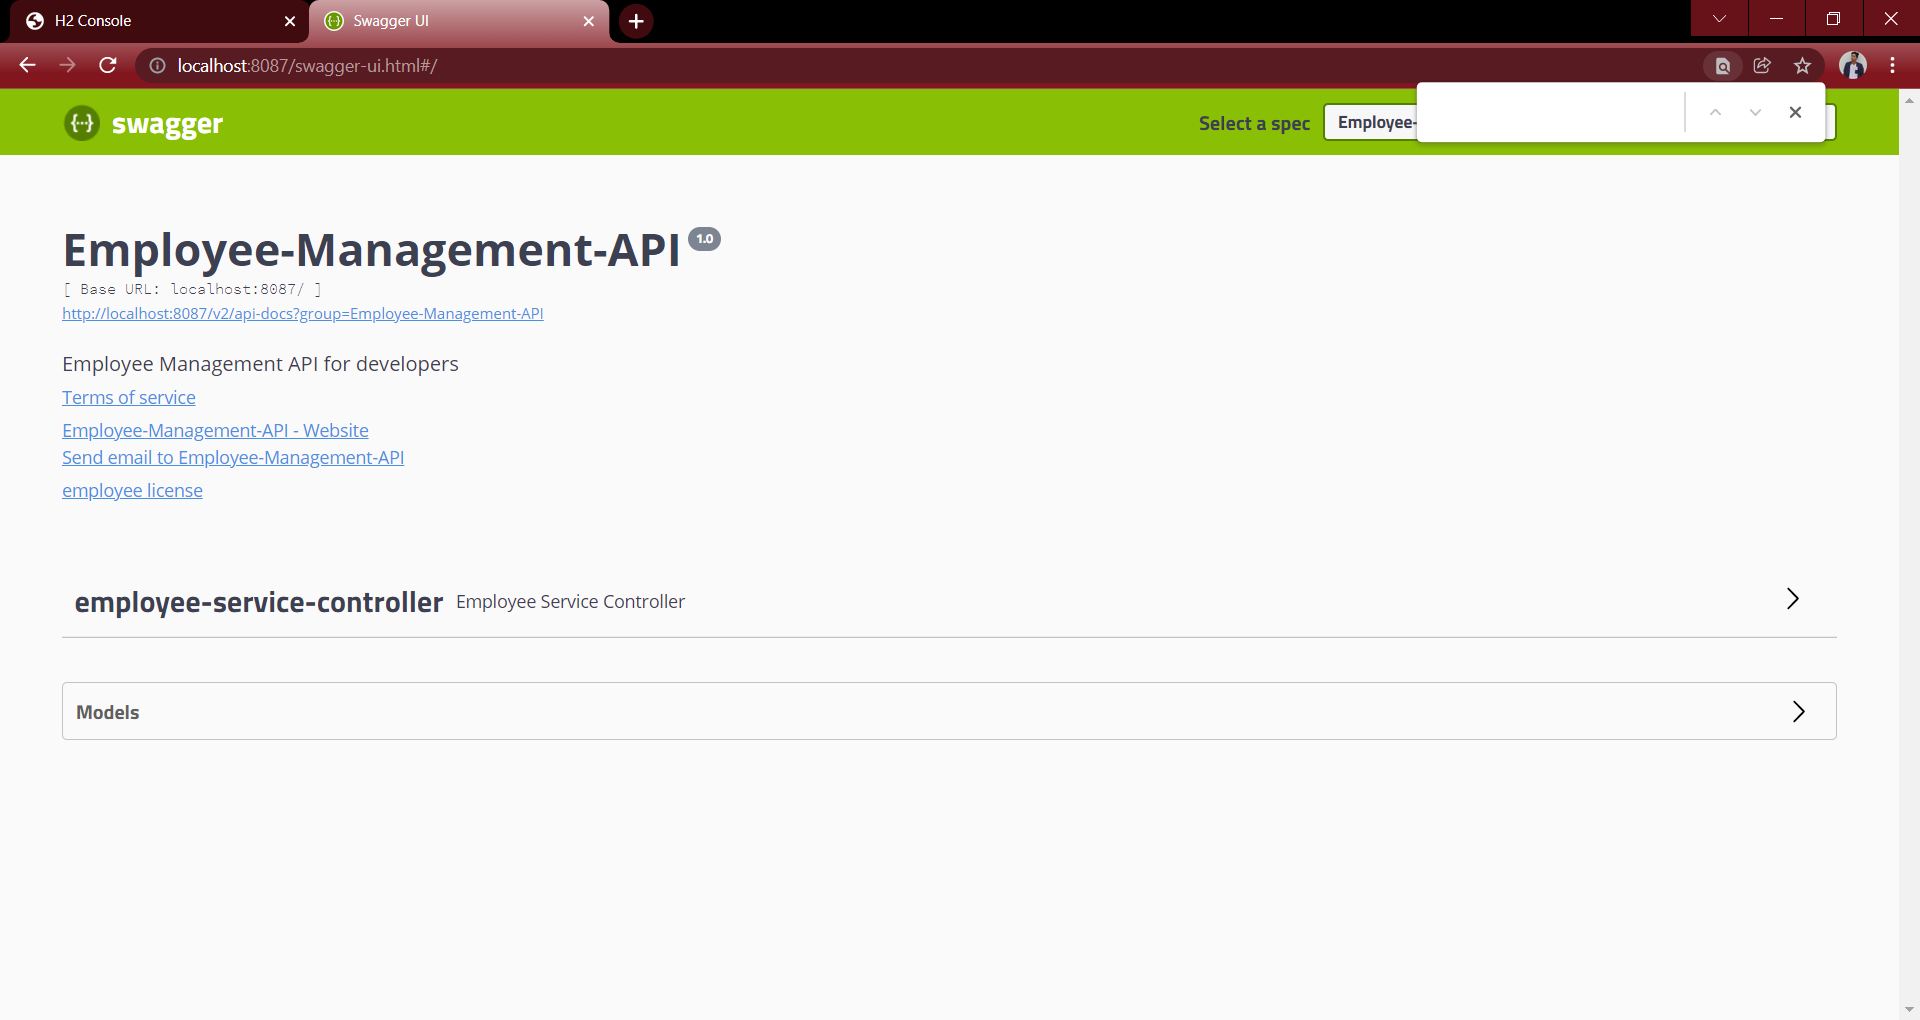 H2 Console
Swagger UI
localhost:8087/swagger-ui.html#/
swagger
Select a spec
Employee-
Employee-Management-API 1.0
[ Base URL: localhost:8087/ ]
http://localhost:8087/v2/api-docs?group=Employee-Management-API
Employee Management API for developers
Terms of service
Employee-Management-API - Website
Send email to Employee-Management-API
employee license
employee-service-controller Employee Service Controller
Models